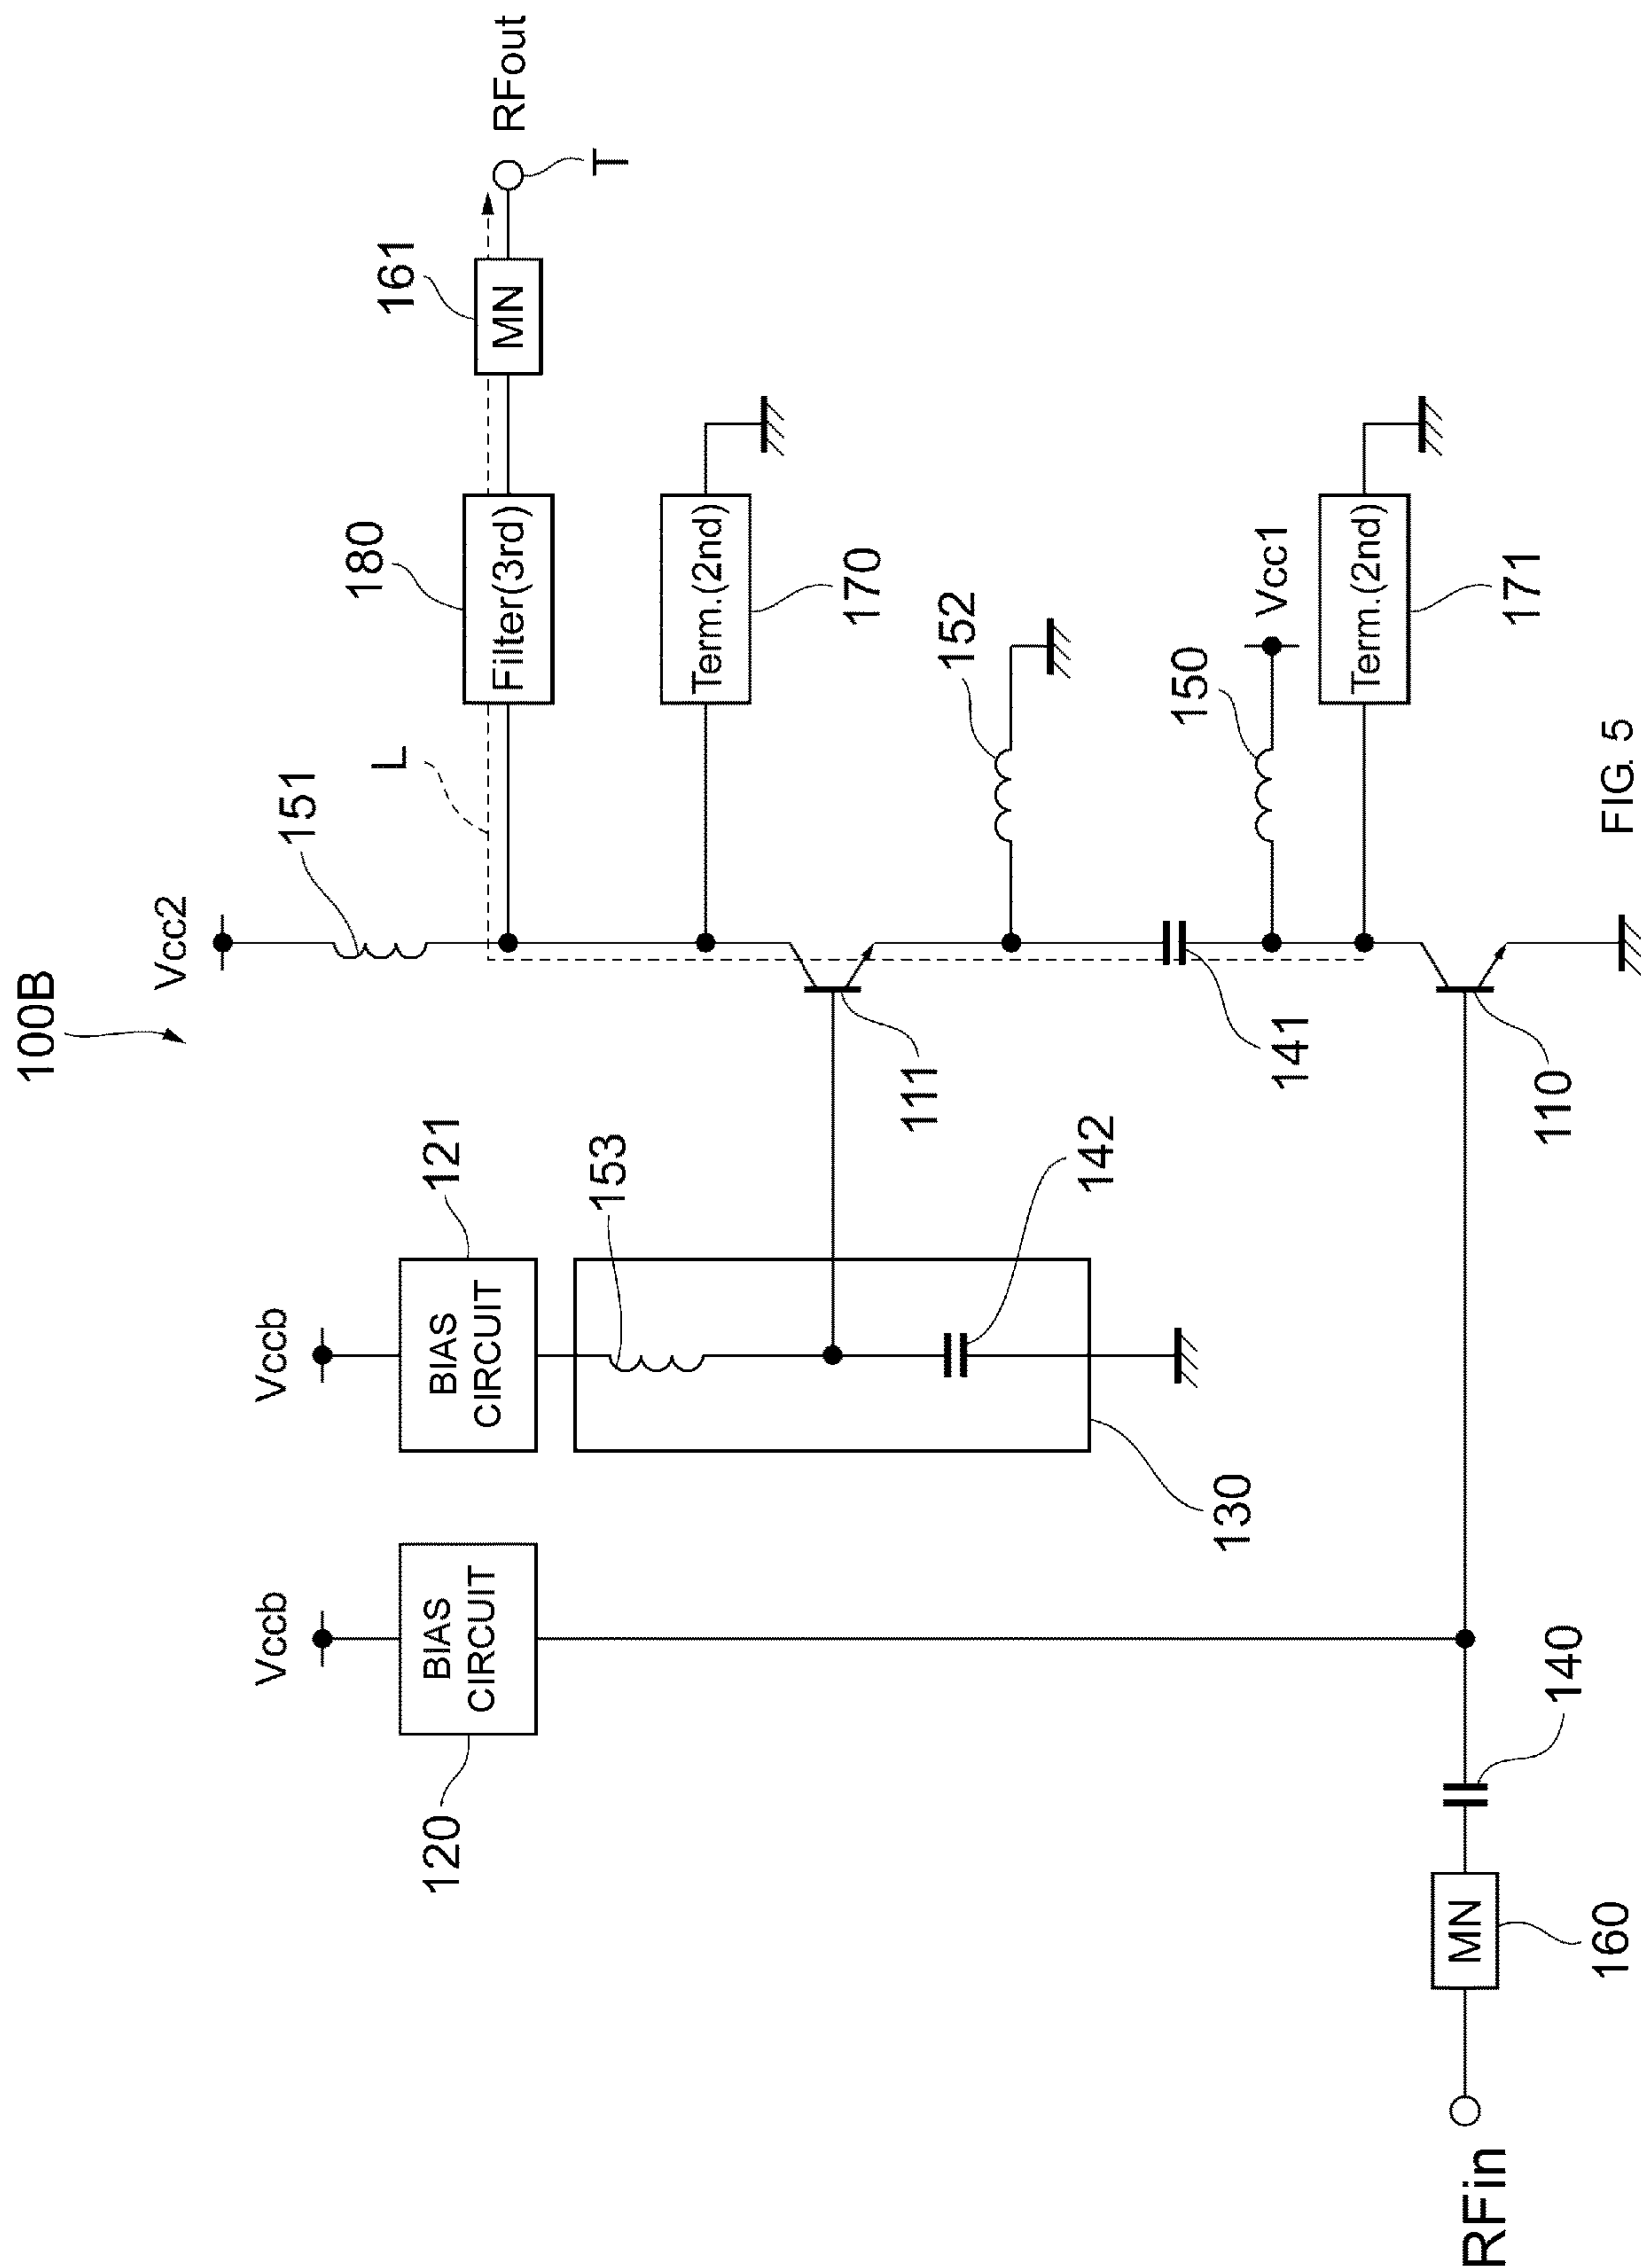 100B
Vcc2
151
L
180
Filter(3rd)
161
MN
RFout
T
Vccb
Vccb
120
BIAS
CIRCUIT
121
BIAS
CIRCUIT
153
142
130
111
Term.(2nd)
170
152
141
150
Vcc1
Term.(2nd)
171
110
RFin
MN
160
140
FIG. 5